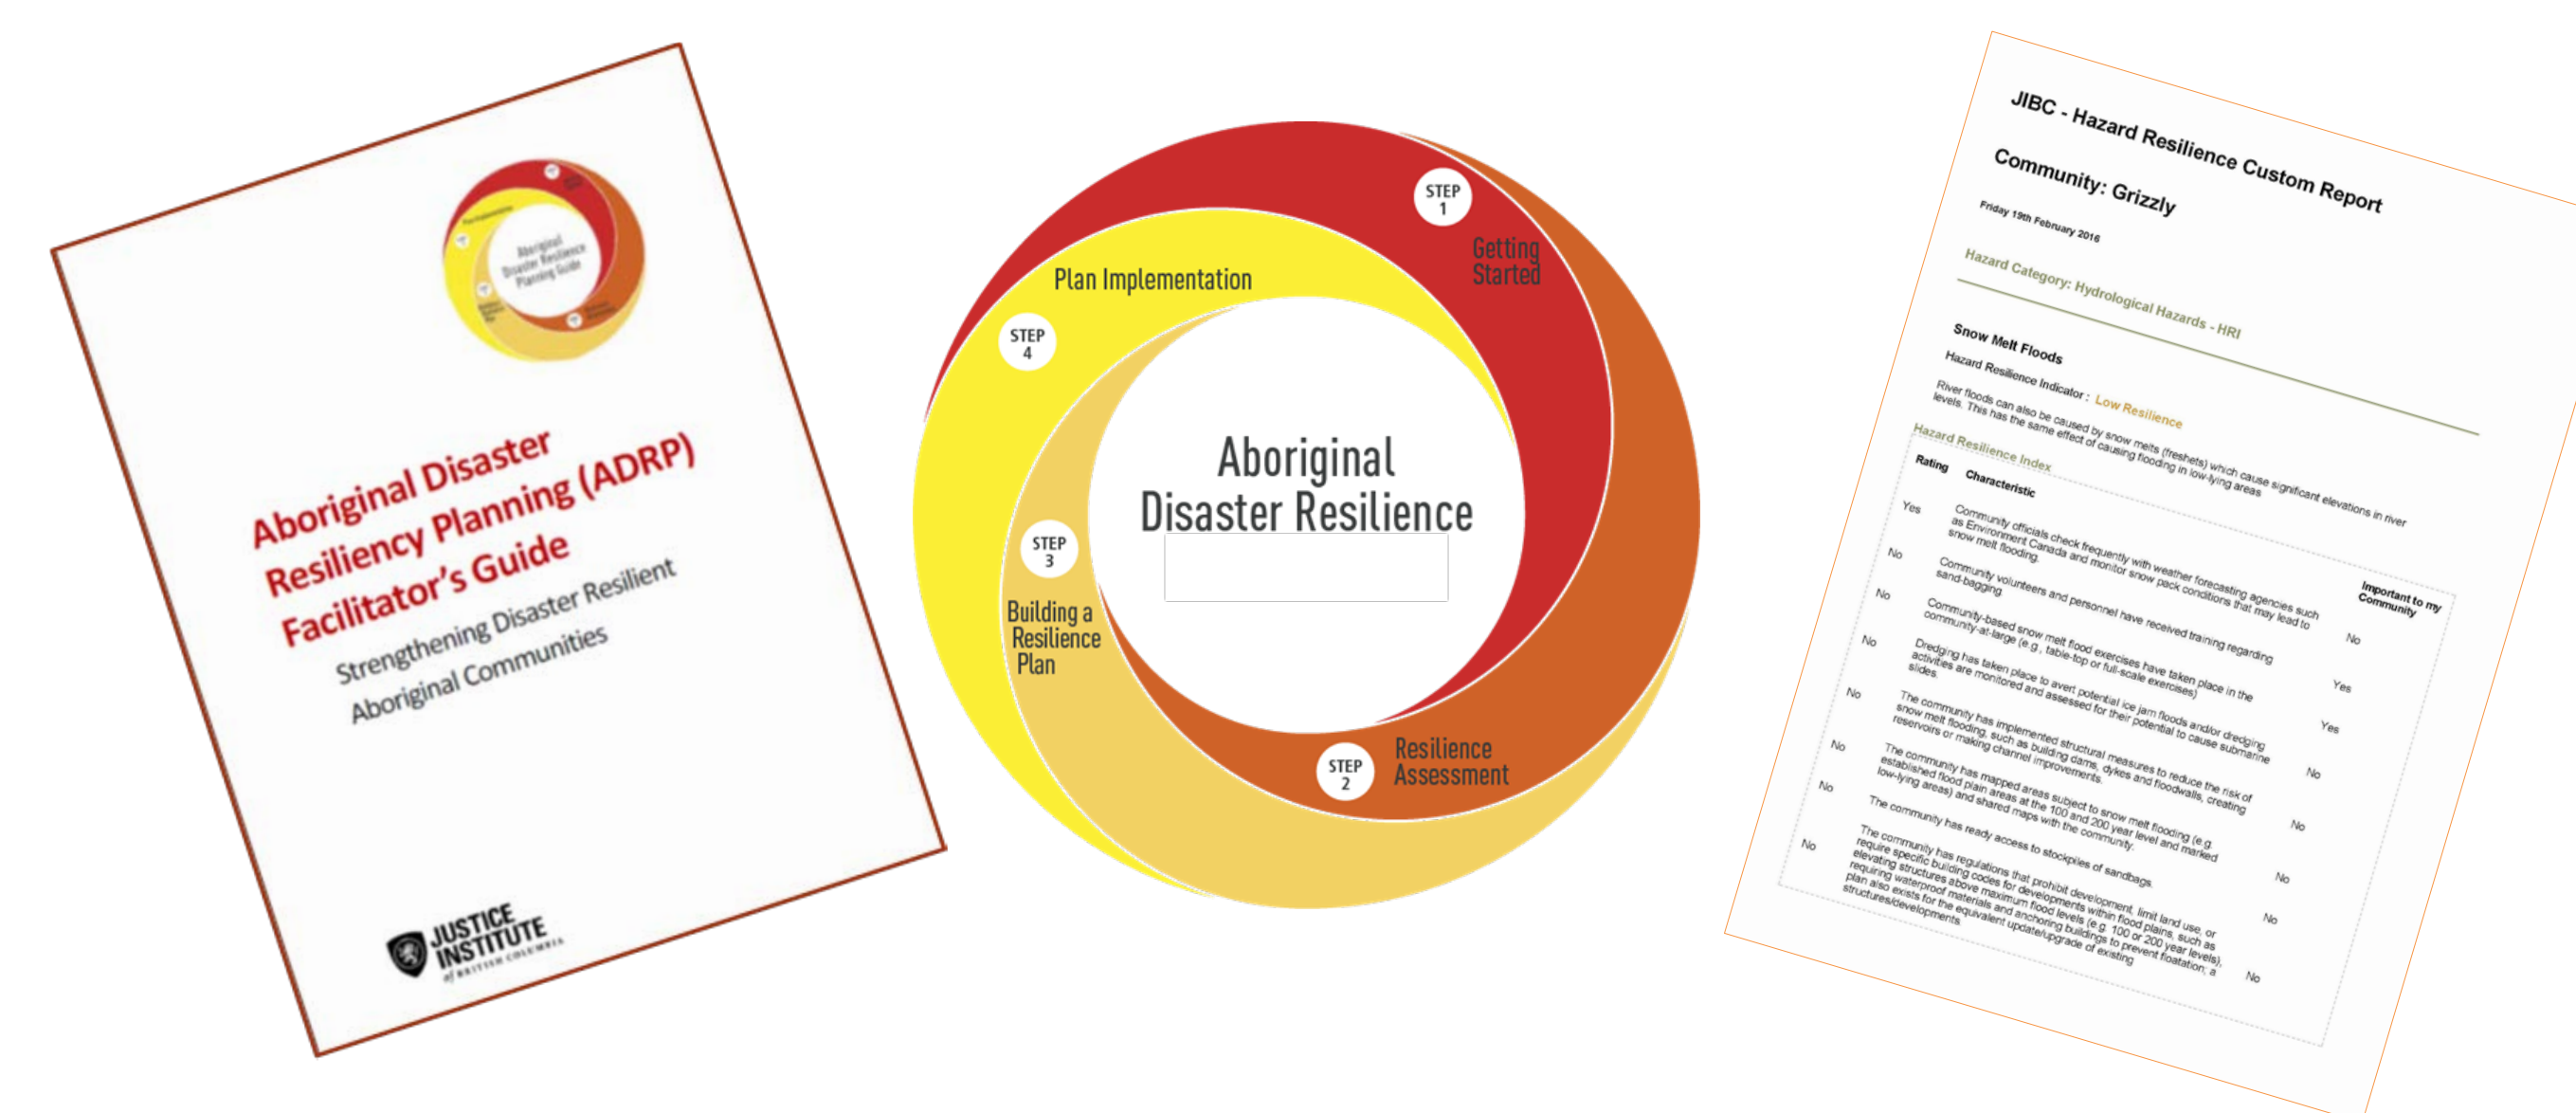 Aboriginal
Disaster Resilience
Planning Guide
Aboriginal Disaster
Resiliency Planning (ADRP)
Facilitator's Guide
Strengthening Disaster Resilient
Aboriginal Communities
JUSTICE
INSTITUTE
of BRITISH COLUMBIA
STEP
1
Getting
Started
Plan Implementation
STEP
4
Aboriginal
Disaster Resilience
STEP
3
Building a
Resilience
Plan
STEP
2
Resilience
Assessment
JIBC - Hazard Resilience Custom Report
Community: Grizzly
Friday 19th February 2016
Hazard Category: Hydrological Hazards - HRI
Snow Melt Floods
Hazard Resilience Indicator : Low Resilience
River floods can also be caused by snow melts (freshets) which cause significant elevations in river
levels. This has the same effect of causing flooding in low-lying areas
Hazard Resilience Index
Rating
Characteristic
Important to my
Community
Yes
Community officials check frequently with weather forecasting agencies such
as Environment Canada and monitor snow pack conditions that may lead to
snow melt flooding.
No
No
Community volunteers and personnel have received training regarding
sand-bagging
Yes
No
Community-based snow melt flood exercises have taken place in the
community-at-large (e.g., table-top or full-scale exercises)
Yes
No
Dredging has taken place to avert potential ice jam floods and/or dredging
activities are monitored and assessed for their potential to cause submarine
slides.
No
No
The community has implemented structural measures to reduce the risk of
snow melt flooding, such as building dams, dykes and floodwalls, creating
reservoirs or making channel improvements.
No
No
The community has mapped areas subject to snow melt flooding (e.g.
established flood plain areas at the 100 and 200 year level and marked
low-lying areas) and shared maps with the community.
No
No
The community has ready access to stockpiles of sandbags.
No
No
The community has regulations that prohibit development, limit land use, or
require specific building codes for developments within flood plains, such as
elevating structures above maximum flood levels (e.g. 100 or 200 year levels),
requiring waterproof materials and anchoring buildings to prevent floatation; a
plan also exists for the equivalent update/upgrade of existing
structures/developments.
No